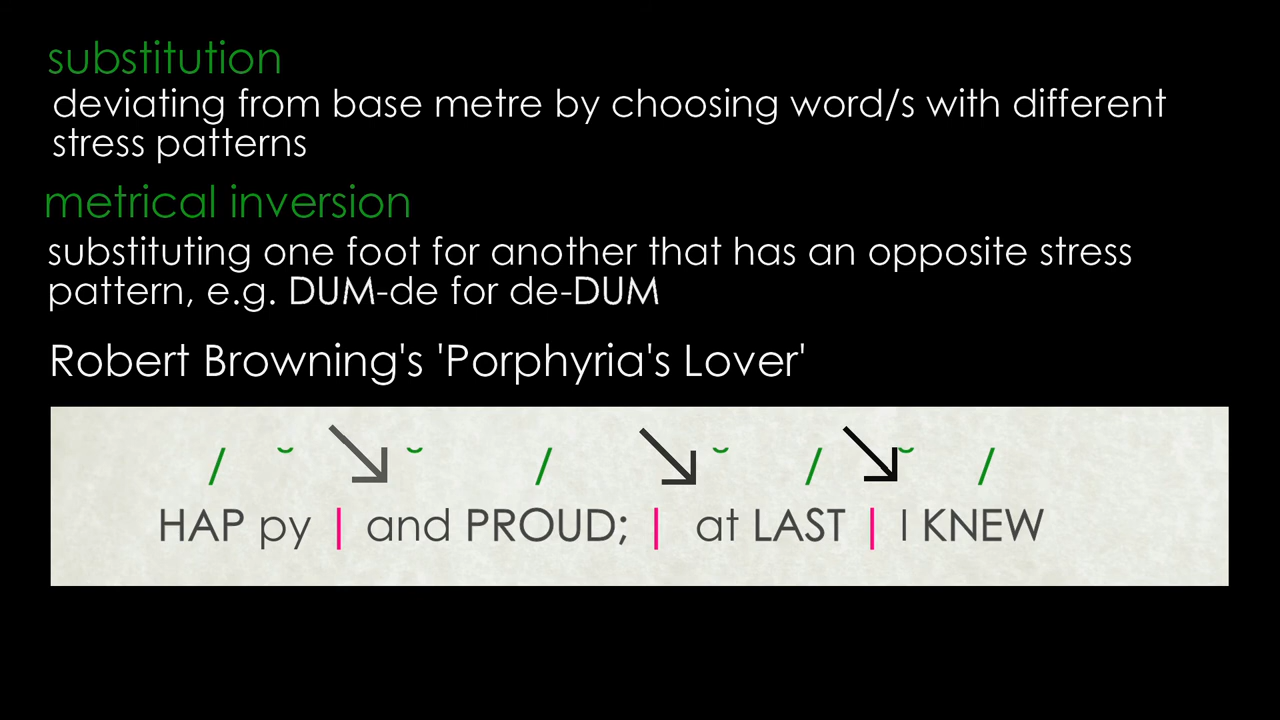 substitution
deviating from base metre by choosing word/s with different
stress patterns
metrical inversion
substituting one foot for another that has an opposite stress
pattern, e.g. DUM-de for de-DUM
Robert Browning's 'Porphyria's Lover'
/ ˘ ˘ / ˘ / ˘ /
HAP py | and PROUD; | at LAST | I KNEW